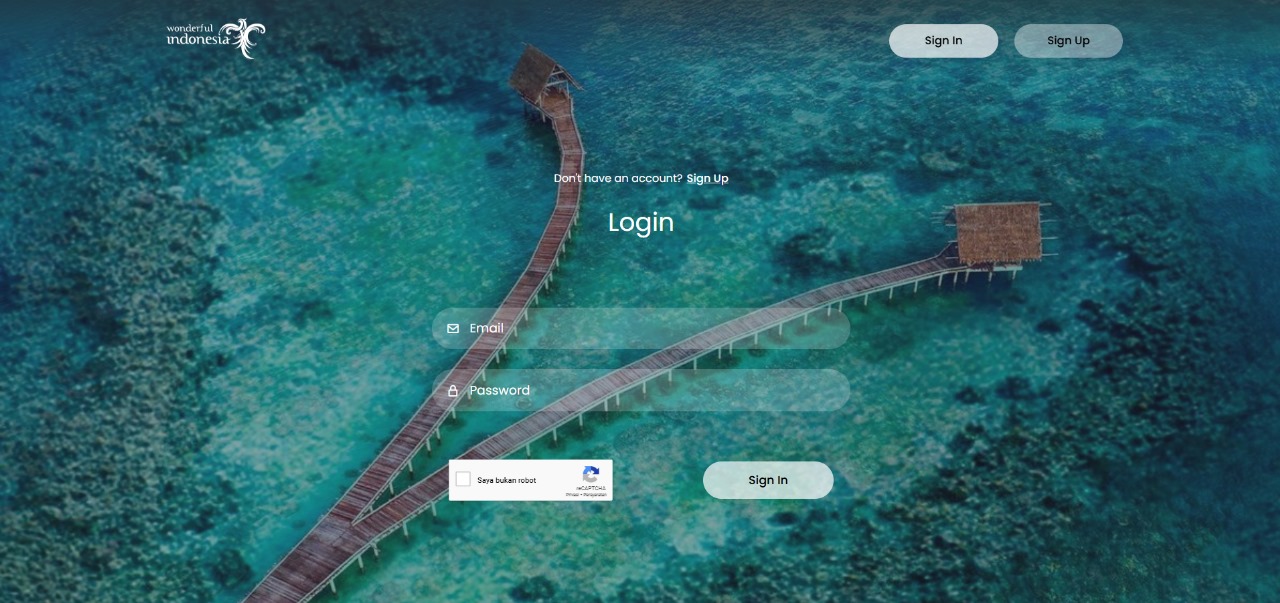 wonderful
indonesia
Sign In
Sign Up
Don't have an account? Sign Up
Login
Email
Password
Saya bukan robot
reCAPTCHA
Privasi - Persyaratan
Sign In